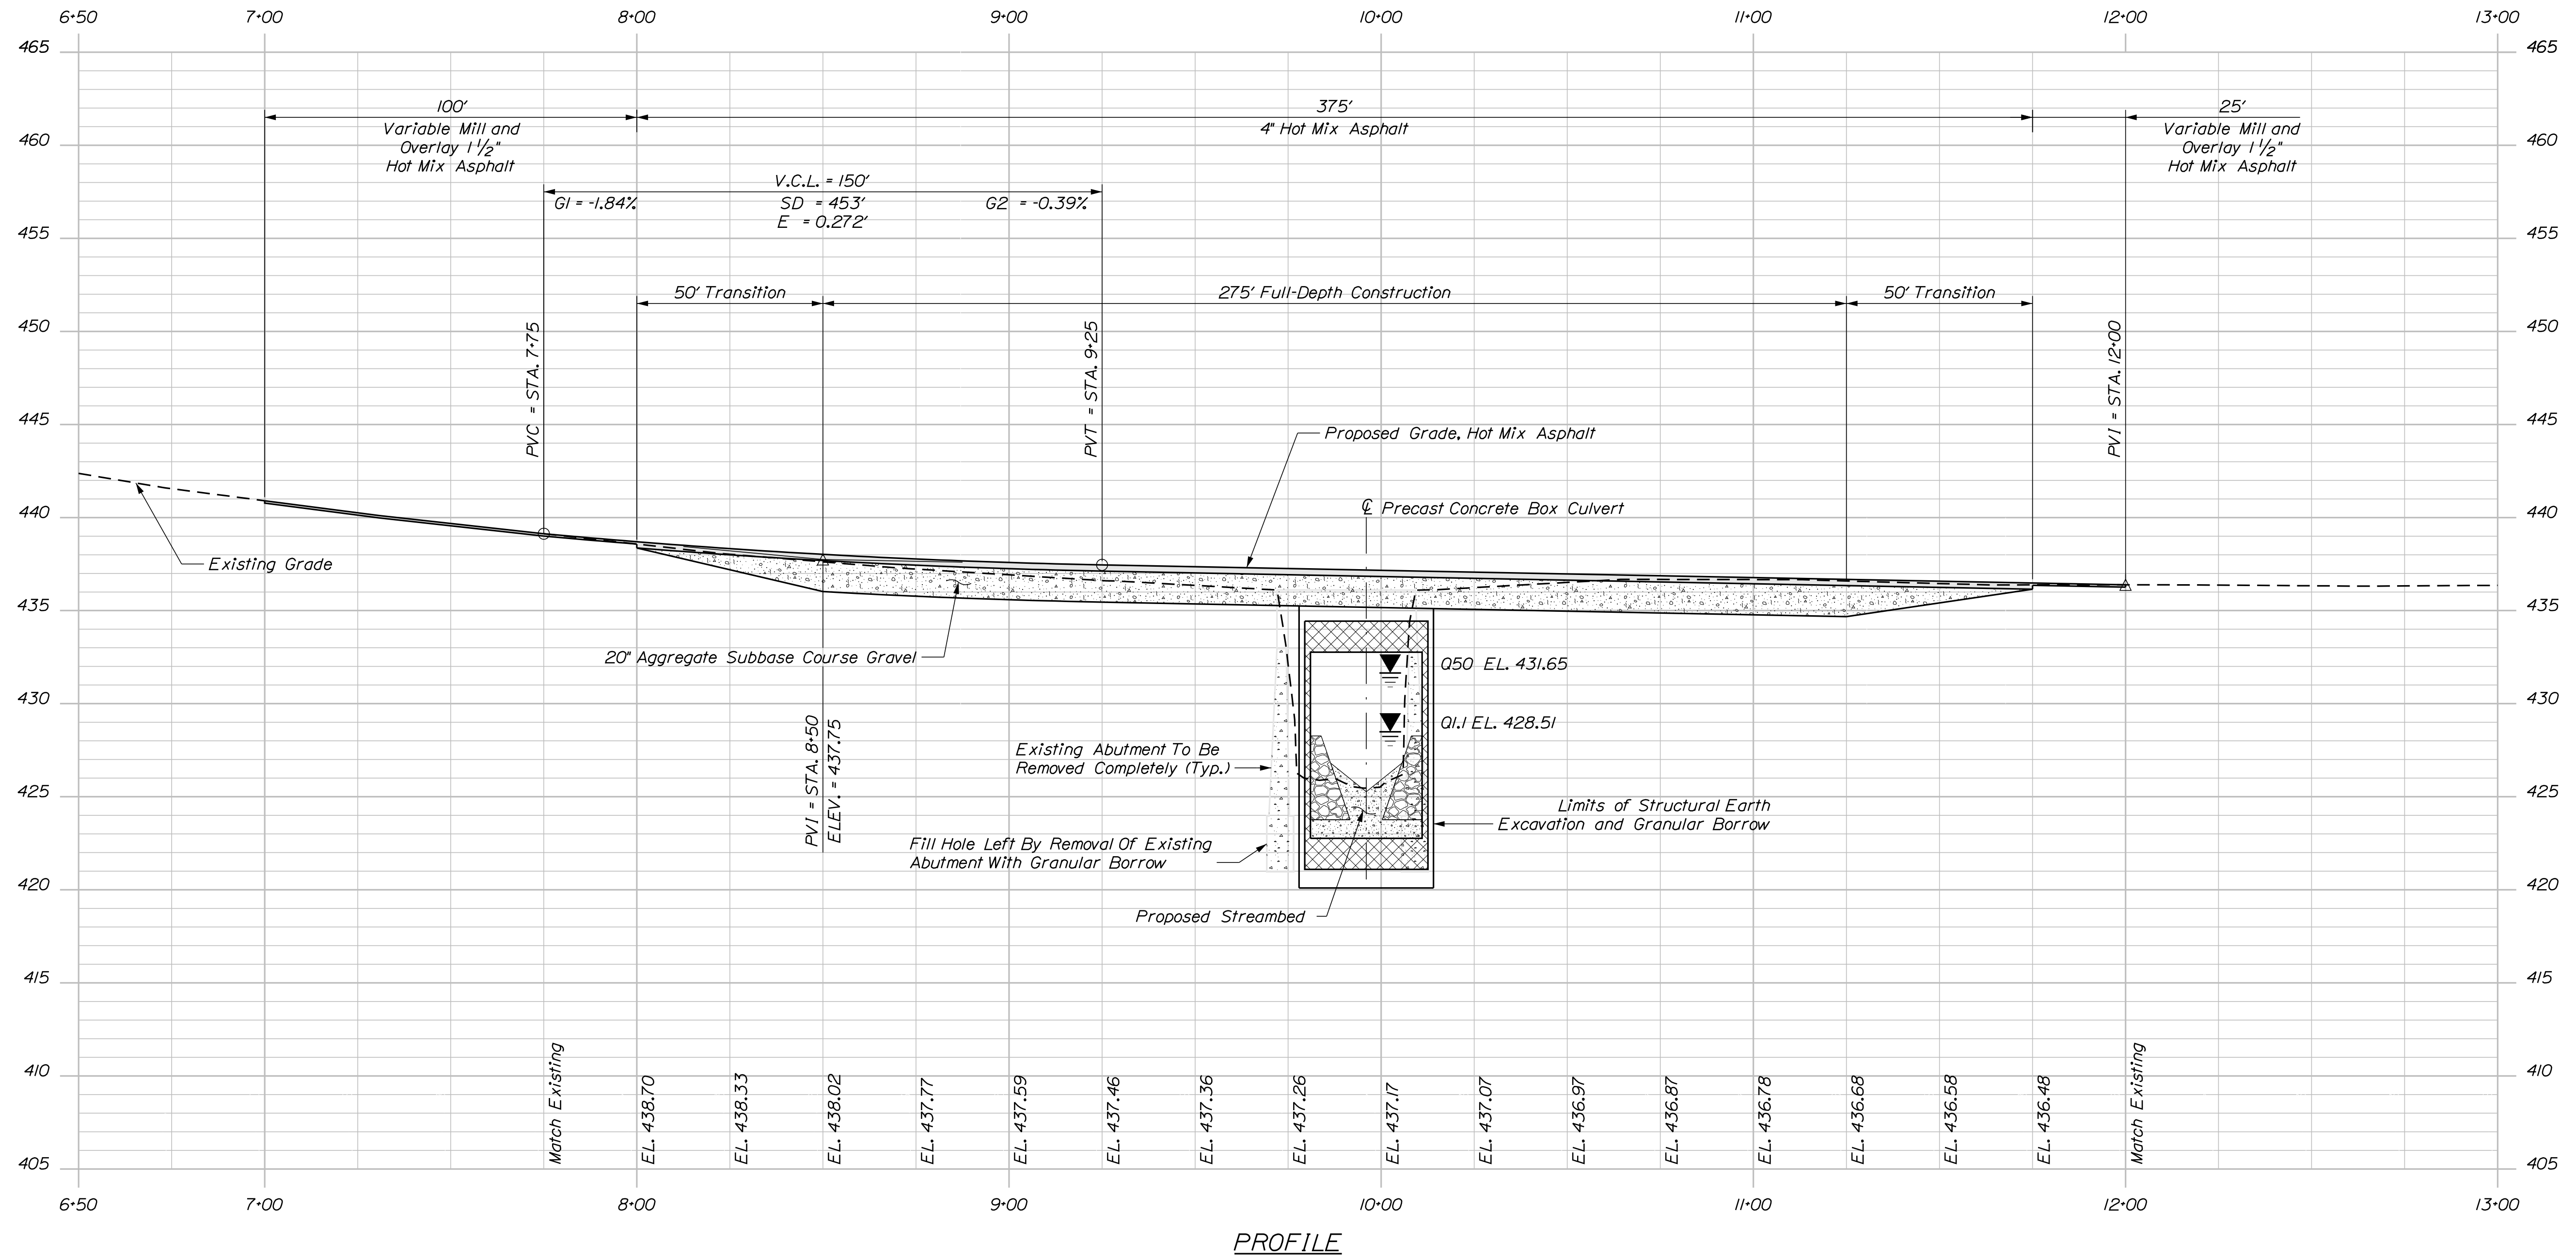 6+50 7+00 8+00 9+00 10+00 11+00 12+00 13+00
465 465
100' 375' 25'
Variable Mill and
Overlay 1 1/2"
Hot Mix Asphalt
4" Hot Mix Asphalt
Variable Mill and
Overlay 1 1/2"
Hot Mix Asphalt
460 460
V.C.L. = 150'
G1 = -1.84% SD = 453' G2 = -0.39%
E = 0.272'
455 455
50' Transition 275' Full-Depth Construction 50' Transition
450 450
PVC = STA. 7+75
PVT = STA. 9+25
PVI = STA. 12+00
445 445
Proposed Grade, Hot Mix Asphalt
440 440
℄ Precast Concrete Box Culvert
Existing Grade
435 435
20" Aggregate Subbase Course Gravel
Q50 EL. 431.65
430 430
Q1.1 EL. 428.51
PVI = STA. 8+50
ELEV. = 437.75
Existing Abutment To Be
Removed Completely (Typ.)
425 425
Limits of Structural Earth
Excavation and Granular Borrow
Fill Hole Left By Removal Of Existing
Abutment With Granular Borrow
420 420
Proposed Streambed
415 415
410 410
Match Existing
EL. 438.70
EL. 438.33
EL. 438.02
EL. 437.77
EL. 437.59
EL. 437.46
EL. 437.36
EL. 437.26
EL. 437.17
EL. 437.07
EL. 436.97
EL. 436.87
EL. 436.78
EL. 436.68
EL. 436.58
EL. 436.48
Match Existing
405 405
6+50 7+00 8+00 9+00 10+00 11+00 12+00 13+00
PROFILE